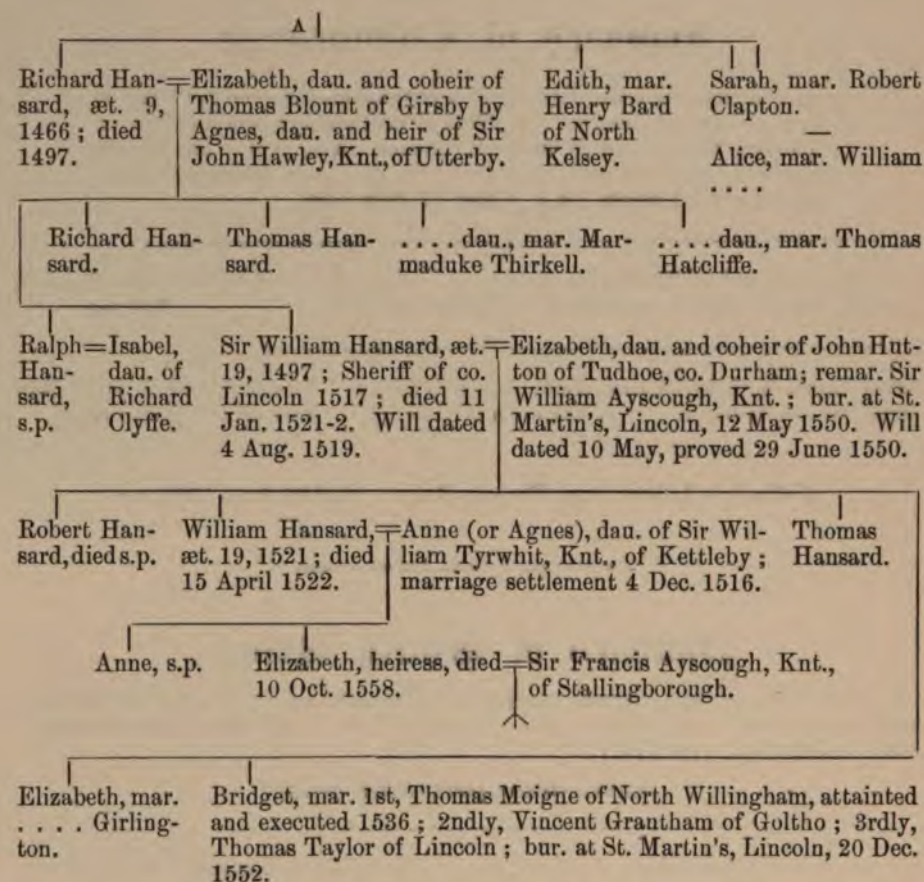 A
Richard Han-
sard, æt. 9,
1466 ; died
1497.
=Elizabeth, dau. and coheir of
Thomas Blount of Girsby by
Agnes, dau. and heir of Sir
John Hawley, Knt., of Utterby.
Edith, mar.
Henry Bard
of North
Kelsey.
Sarah, mar. Robert
Clapton.
—
Alice, mar. William
. . . .
Richard Han-
sard.
Thomas Han-
sard.
. . . . dau., mar. Mar-
maduke Thirkell.
. . . . dau., mar. Thomas
Hatcliffe.
Ralph
Han-
sard,
s.p.
=Isabel,
dau. of
Richard
Clyffe.
Sir William Hansard, æt.
19, 1497 ; Sheriff of co.
Lincoln 1517 ; died 11
Jan. 1521-2. Will dated
4 Aug. 1519.
=Elizabeth, dau. and coheir of John Hut-
ton of Tudhoe, co. Durham; remar. Sir
William Ayscough, Knt. ; bur. at St.
Martin's, Lincoln, 12 May 1550. Will
dated 10 May, proved 29 June 1550.
Robert Han-
sard, died s.p.
William Hansard,
æt. 19, 1521 ; died
15 April 1522.
=Anne (or Agnes), dau. of Sir Wil-
liam Tyrwhit, Knt., of Kettleby ;
marriage settlement 4 Dec. 1516.
Thomas
Hansard.
Anne, s.p.
Elizabeth, heiress, died
10 Oct. 1558.
=Sir Francis Ayscough, Knt.,
of Stallingborough.
Elizabeth, mar.
. . . . Girling-
ton.
Bridget, mar. 1st, Thomas Moigne of North Willingham, attainted
and executed 1536 ; 2ndly, Vincent Grantham of Goltho ; 3rdly,
Thomas Taylor of Lincoln ; bur. at St. Martin's, Lincoln, 20 Dec.
1552.